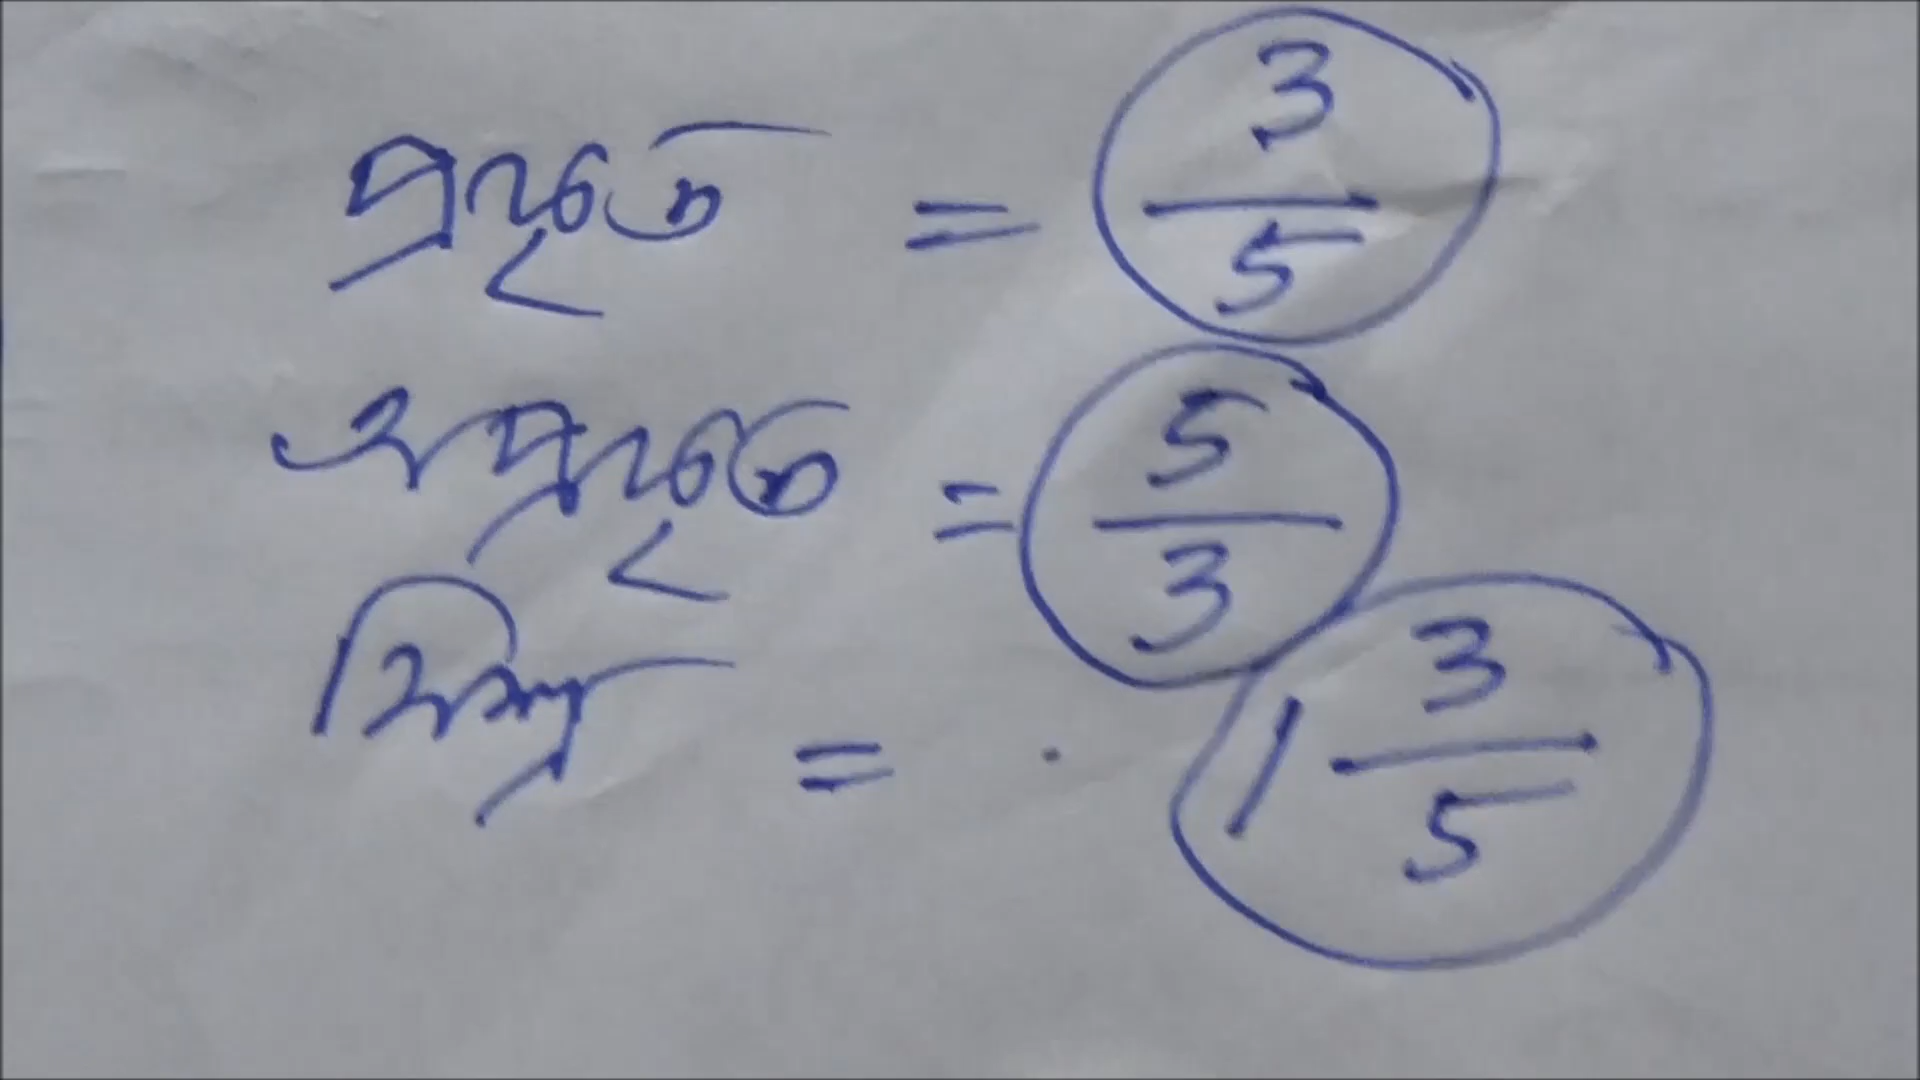 প্রকৃত = 3/5
অপ্রকৃত = 5/3
মিশ্র = 1 3/5